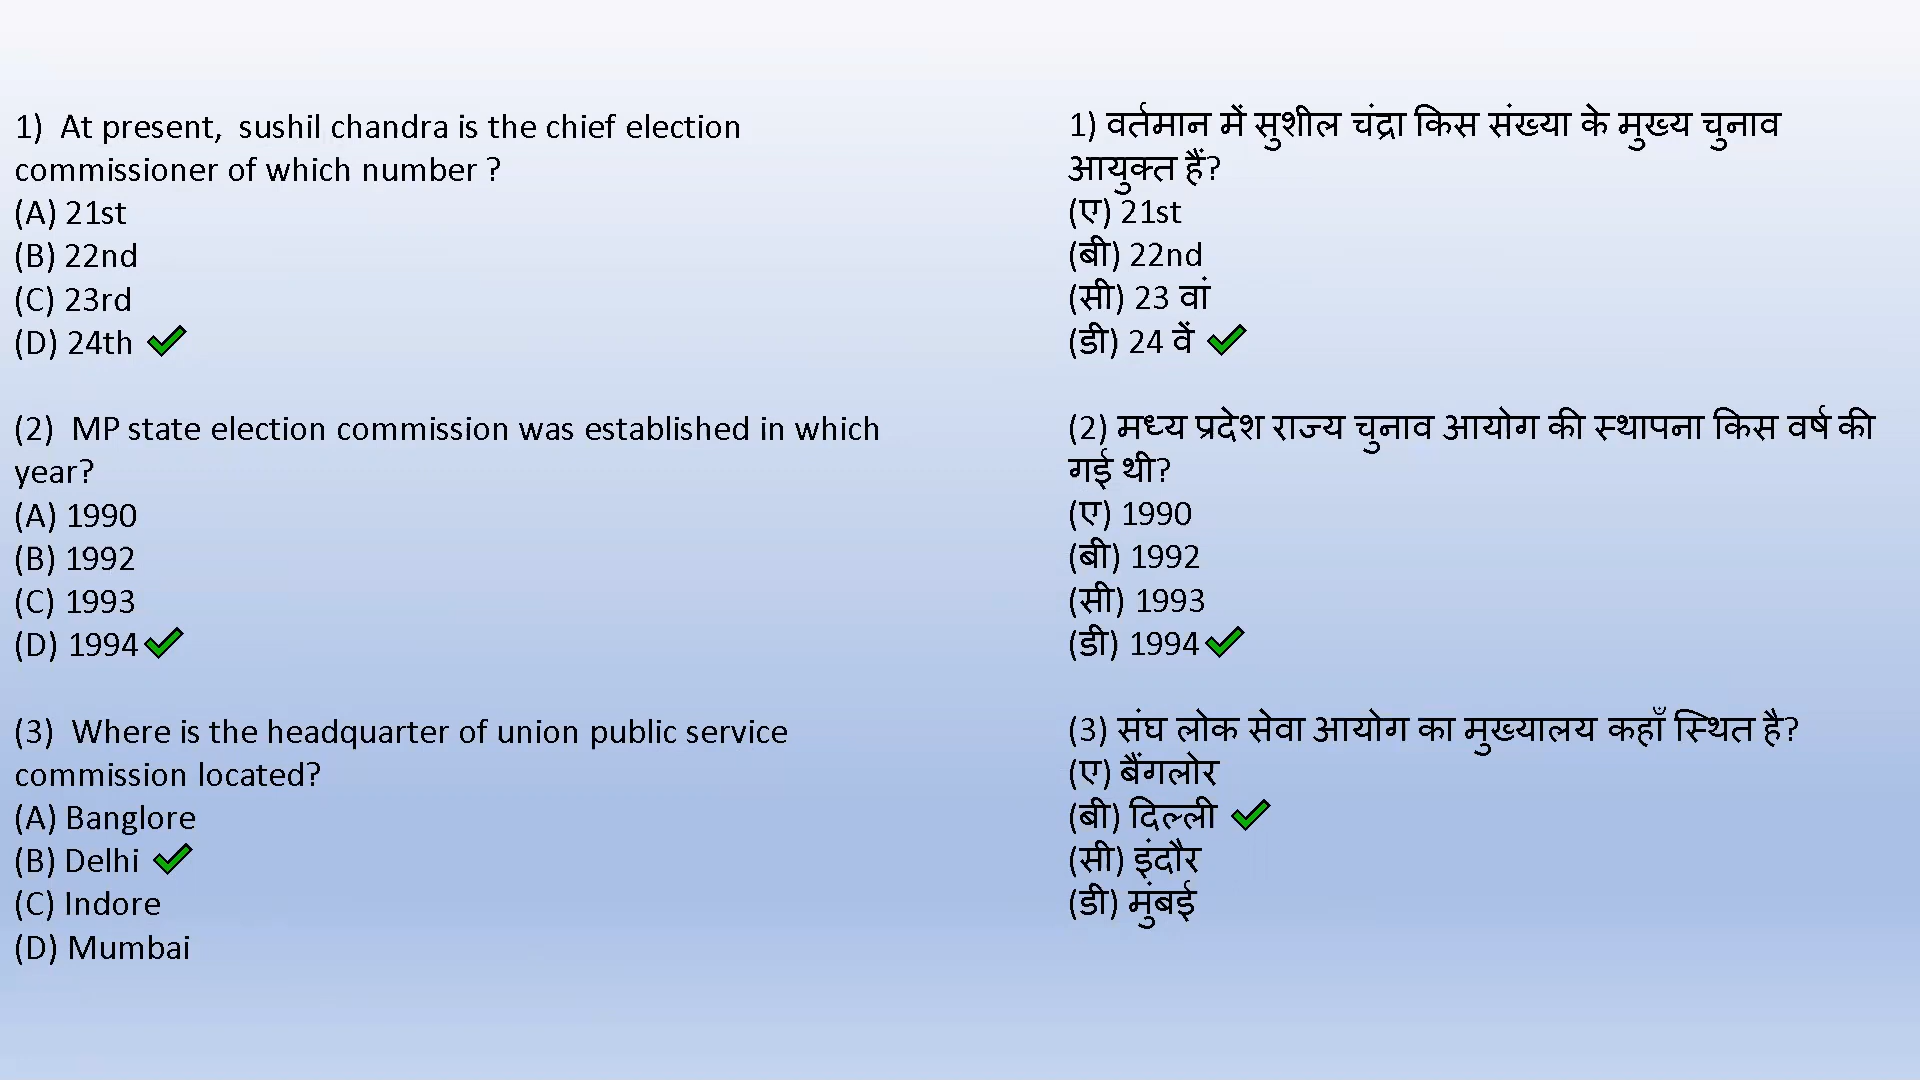 1)  At present,  sushil chandra is the chief election
commissioner of which number ?
(A) 21st
(B) 22nd
(C) 23rd
(D) 24th
(2)  MP state election commission was established in which
year?
(A) 1990
(B) 1992
(C) 1993
(D) 1994
(3)  Where is the headquarter of union public service
commission located?
(A) Banglore
(B) Delhi
(C) Indore
(D) Mumbai
1) वर्तमान में सुशील चंद्रा किस संख्या के मुख्य चुनाव
आयुक्त हैं?
(ए) 21st
(बी) 22nd
(सी) 23 वां
(डी) 24 वें
(2) मध्य प्रदेश राज्य चुनाव आयोग की स्थापना किस वर्ष की
गई थी?
(ए) 1990
(बी) 1992
(सी) 1993
(डी) 1994
(3) संघ लोक सेवा आयोग का मुख्यालय कहाँ स्थित है?
(ए) बैंगलोर
(बी) दिल्ली
(सी) इंदौर
(डी) मुंबई